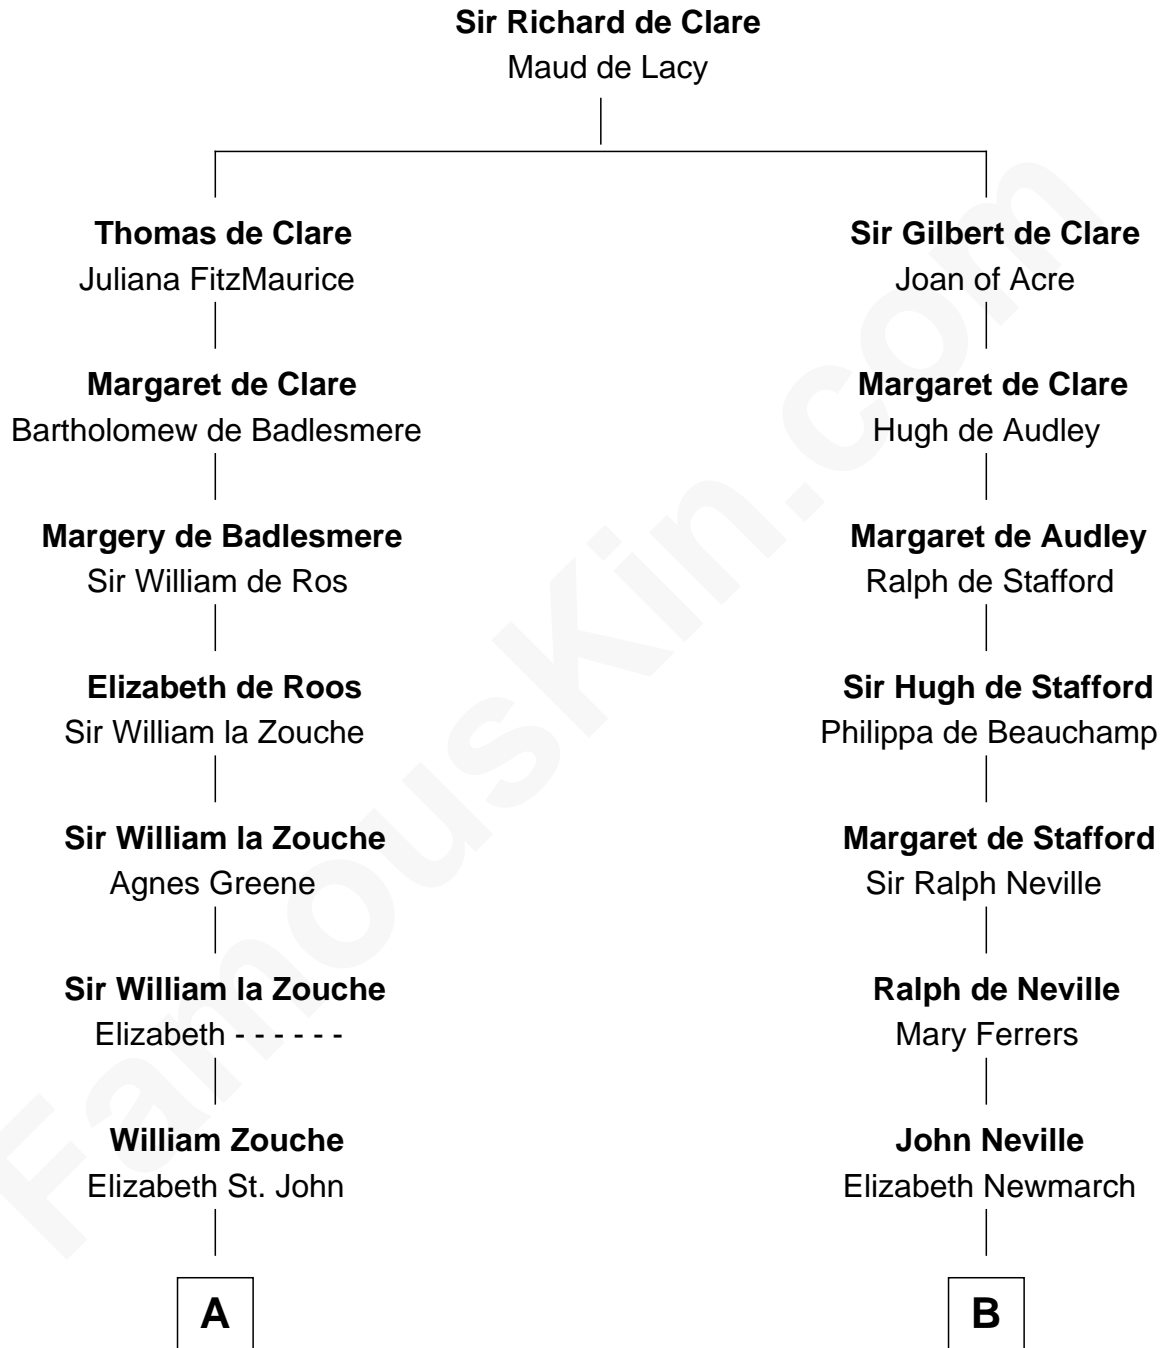 Sir Richard de Clare
Maud de Lacy
Thomas de Clare
Juliana FitzMaurice
Margaret de Clare
Bartholomew de Badlesmere
Margery de Badlesmere
Sir William de Ros
Elizabeth de Roos
Sir William la Zouche
Sir William la Zouche
Agnes Greene
Sir William la Zouche
Elizabeth - - - - - -
William Zouche
Elizabeth St. John
A
Sir Gilbert de Clare
Joan of Acre
Margaret de Clare
Hugh de Audley
Margaret de Audley
Ralph de Stafford
Sir Hugh de Stafford
Philippa de Beauchamp
Margaret de Stafford
Sir Ralph Neville
Ralph de Neville
Mary Ferrers
John Neville
Elizabeth Newmarch
B
FamousKin.com